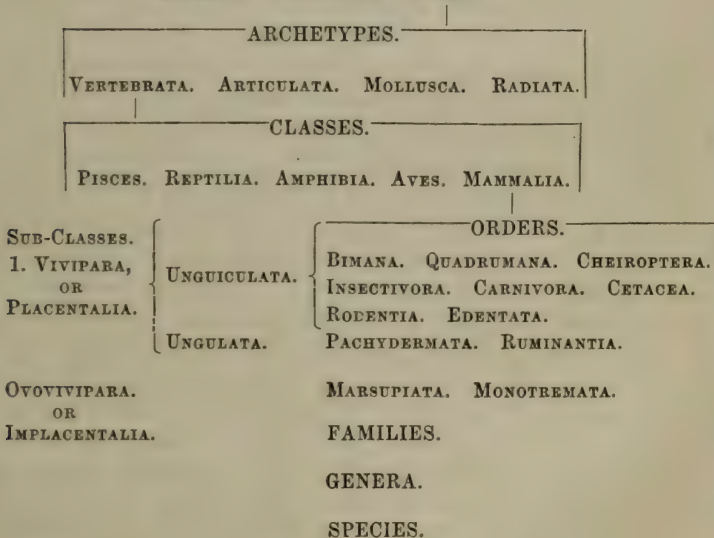 ARCHETYPES.
VERTEBRATA. ARTICULATA. MOLLUSCA. RADIATA.
CLASSES.
PISCES. REPTILIA. AMPHIBIA. AVES. MAMMALIA.
ORDERS.
SUB-CLASSES.
1. VIVIPARA,
OR
PLACENTALIA.
UNGUICULATA.
BIMANA. QUADRUMANA. CHEIROPTERA.
INSECTIVORA. CARNIVORA. CETACEA.
RODENTIA. EDENTATA.
UNGULATA.
PACHYDERMATA. RUMINANTIA.
OVOVIVIPARA.
OR
IMPLACENTALIA.
MARSUPIATA. MONOTREMATA.
FAMILIES.
GENERA.
SPECIES.